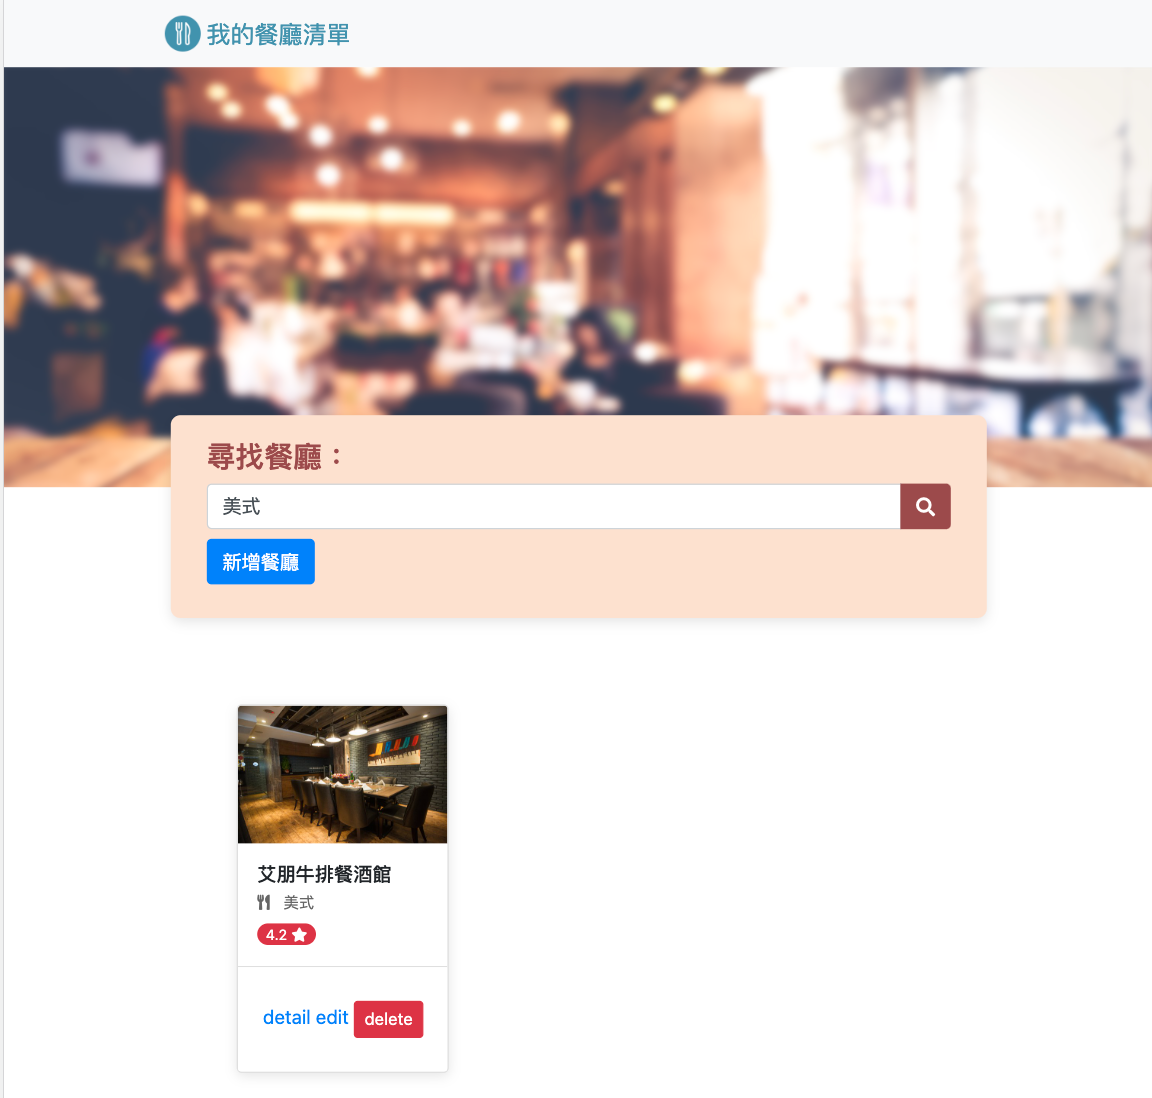 我的餐廳清單
尋找餐廳：
美式
新增餐廳
艾朋牛排餐酒館
美式
4.2
detail edit delete